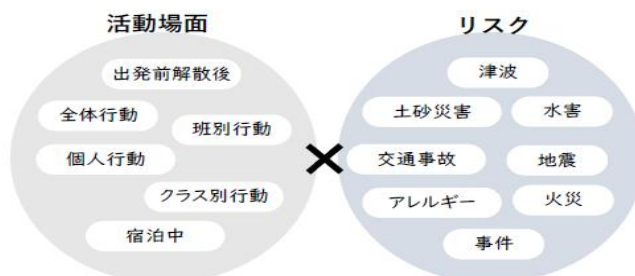 活動場面
出発前解散後
全体行動
班別行動
個人行動
クラス別行動
宿泊中
×
リスク
津波
土砂災害
水害
交通事故
地震
アレルギー
火災
事件